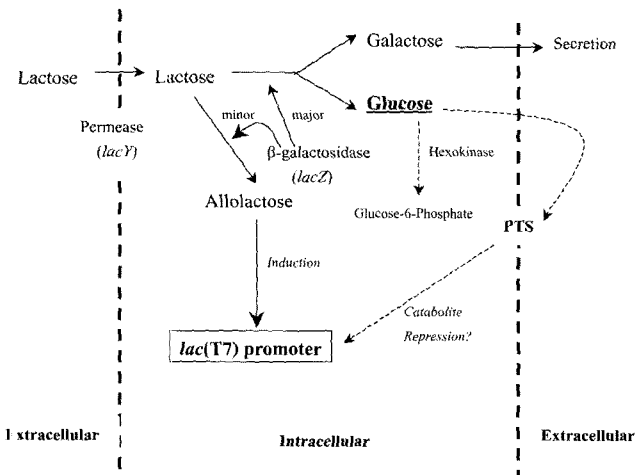 Galactose
Secretion
Lactose
Lactose
Glucose
Permease
(lacY)
minor
major
β-galactosidase
(lacZ)
Hexokinase
Allolactose
Glucose-6-Phosphate
PTS
Induction
Catabolite
Repression?
lac(T7) promoter
Extracellular
Intracellular
Extracellular